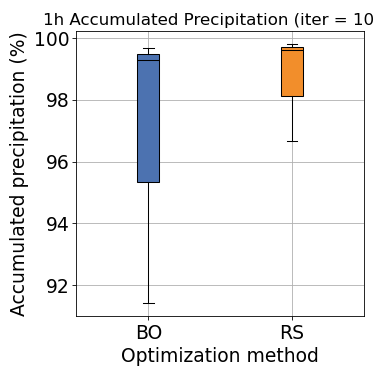 1h Accumulated Precipitation (iter = 10
Accumulated precipitation (%)
100
98
96
94
92
BO RS
Optimization method